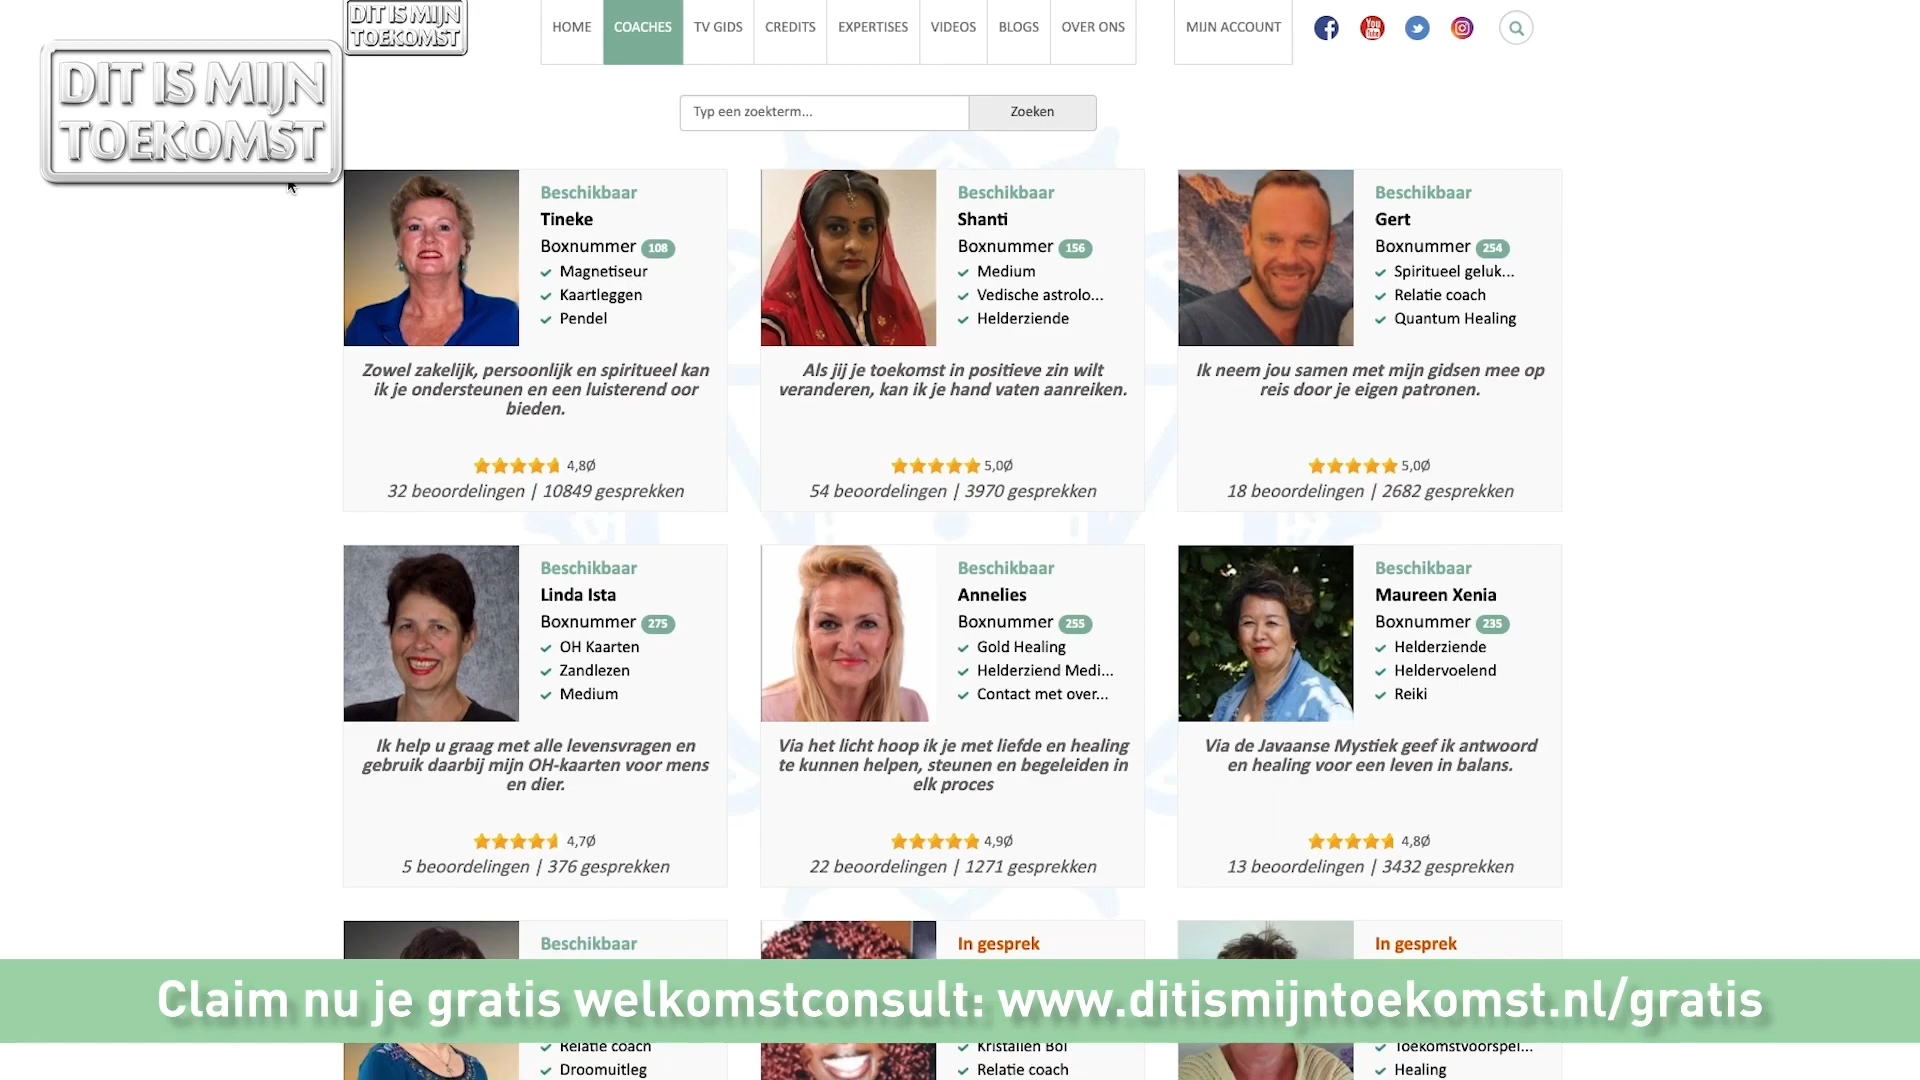 DIT IS MIJN
TOEKOMST
DIT IS MIJN
TOEKOMST
HOME
COACHES
TV GIDS
CREDITS
EXPERTISES
VIDEOS
BLOGS
OVER ONS
MIJN ACCOUNT
Typ een zoekterm...
Zoeken
Beschikbaar
Tineke
Boxnummer 108
Magnetiseur
Kaartleggen
Pendel
Zowel zakelijk, persoonlijk en spiritueel kan
ik je ondersteunen en een luisterend oor
bieden.
4,8Ø
32 beoordelingen | 10849 gesprekken
Beschikbaar
Shanti
Boxnummer 156
Medium
Vedische astrolo...
Helderziende
Als jij je toekomst in positieve zin wilt
veranderen, kan ik je hand vaten aanreiken.
5,0Ø
54 beoordelingen | 3970 gesprekken
Beschikbaar
Gert
Boxnummer 254
Spiritueel geluk...
Relatie coach
Quantum Healing
Ik neem jou samen met mijn gidsen mee op
reis door je eigen patronen.
5,0Ø
18 beoordelingen | 2682 gesprekken
Beschikbaar
Linda Ista
Boxnummer 275
OH Kaarten
Zandlezen
Medium
Ik help u graag met alle levensvragen en
gebruik daarbij mijn OH-kaarten voor mens
en dier.
4,7Ø
5 beoordelingen | 376 gesprekken
Beschikbaar
Annelies
Boxnummer 255
Gold Healing
Helderziend Medi...
Contact met over...
Via het licht hoop ik je met liefde en healing
te kunnen helpen, steunen en begeleiden in
elk proces
4,9Ø
22 beoordelingen | 1271 gesprekken
Beschikbaar
Maureen Xenia
Boxnummer 235
Helderziende
Heldervoelend
Reiki
Via de Javaanse Mystiek geef ik antwoord
en healing voor een leven in balans.
4,8Ø
13 beoordelingen | 3432 gesprekken
Beschikbaar
In gesprek
In gesprek
Claim nu je gratis welkomstconsult: www.ditismijntoekomst.nl/gratis
Relatie coach
Droomuitleg
Kristallen Bol
Relatie coach
Toekomstvoorspel...
Healing